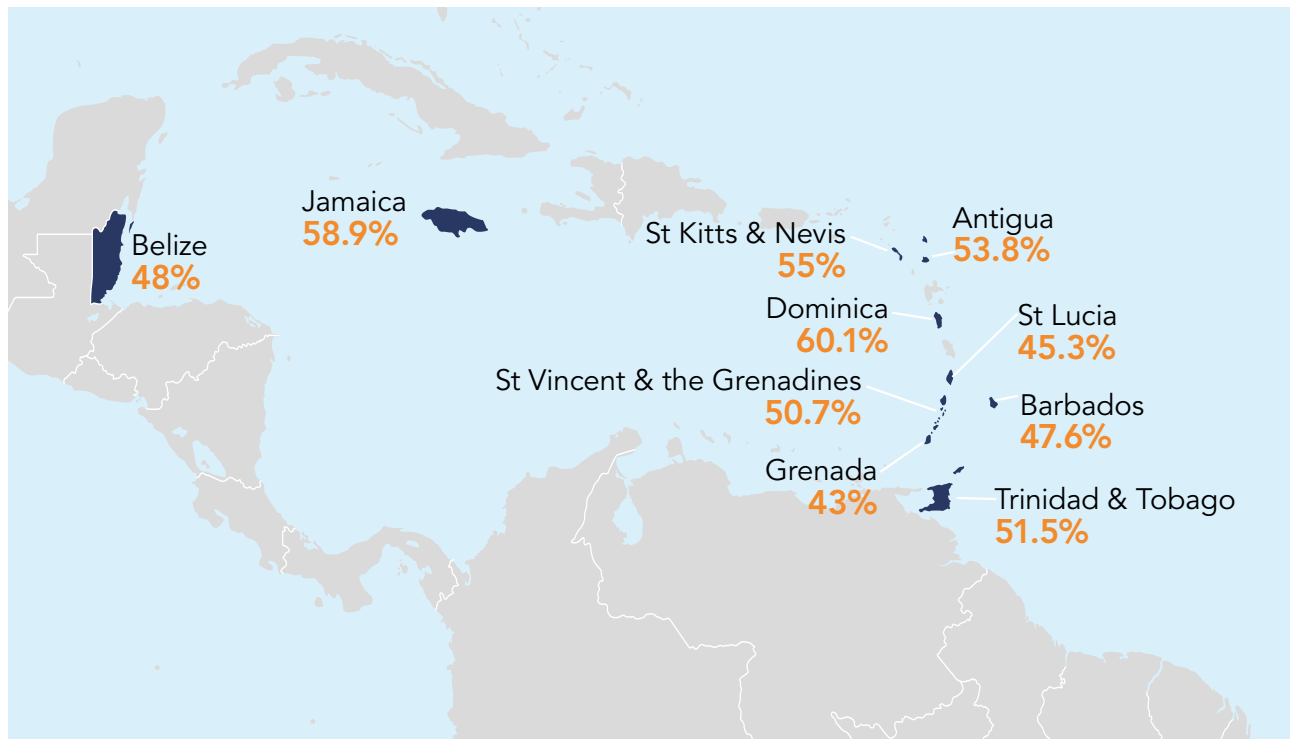 Jamaica
58.9%
Belize
48%
St Kitts & Nevis
55%
Antigua
53.8%
Dominica
60.1%
St Lucia
45.3%
St Vincent & the Grenadines
50.7%
Barbados
47.6%
Grenada
43%
Trinidad & Tobago
51.5%